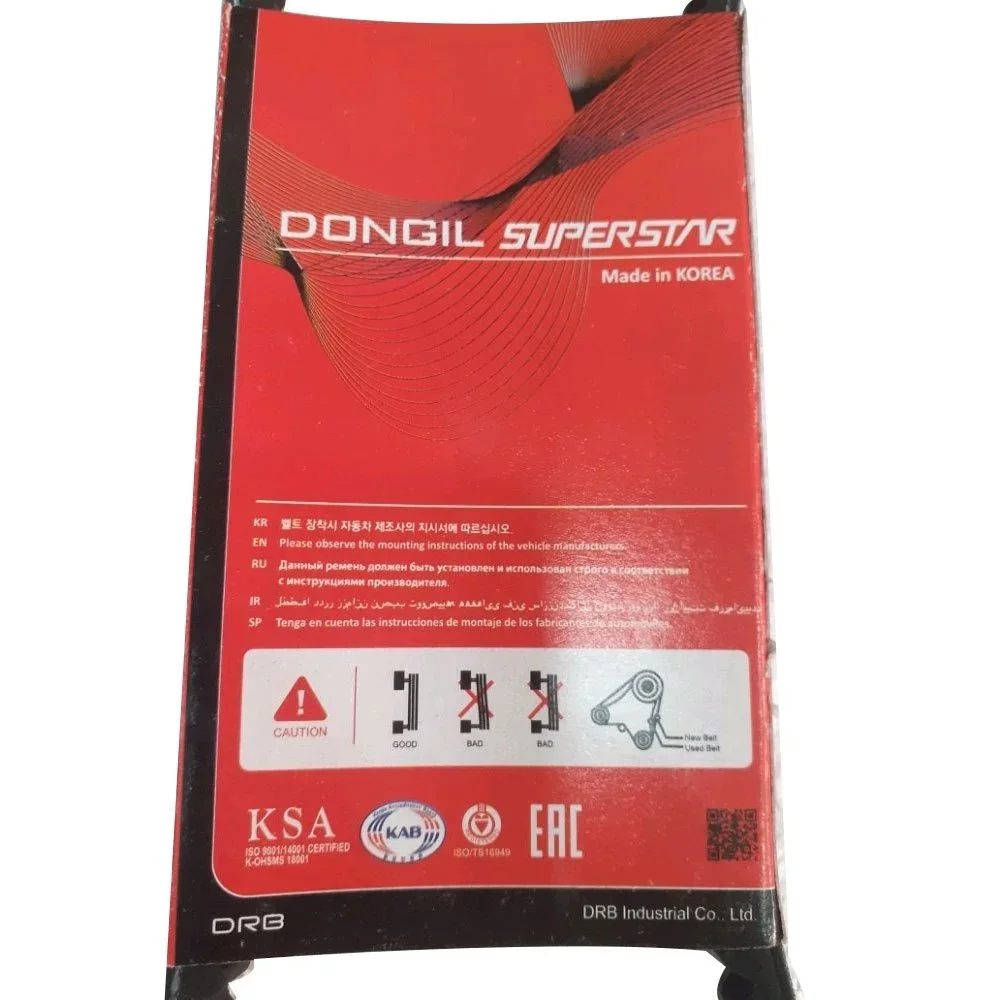 DONGIL SUPERSTAR
Made in KOREA
KR 벨트 장착시 자동차 제조사의 지시서에 따르십시오.
EN Please observe the mounting instructions of the vehicle manufacturers.
RU Данный ремень должен быть установлен и использован строго в соответствии
с инструкциями производителя.
IR
SP Tenga en cuenta las instrucciones de montaje de los fabricantes de automóviles.
CAUTION
GOOD
BAD
BAD
New Belt
Used Belt
KSA
ISO 9001/14001 CERTIFIED
K-OHSMS 18001
KAB
ISO/TS16949
EAC
DRB
DRB Industrial Co., Ltd.